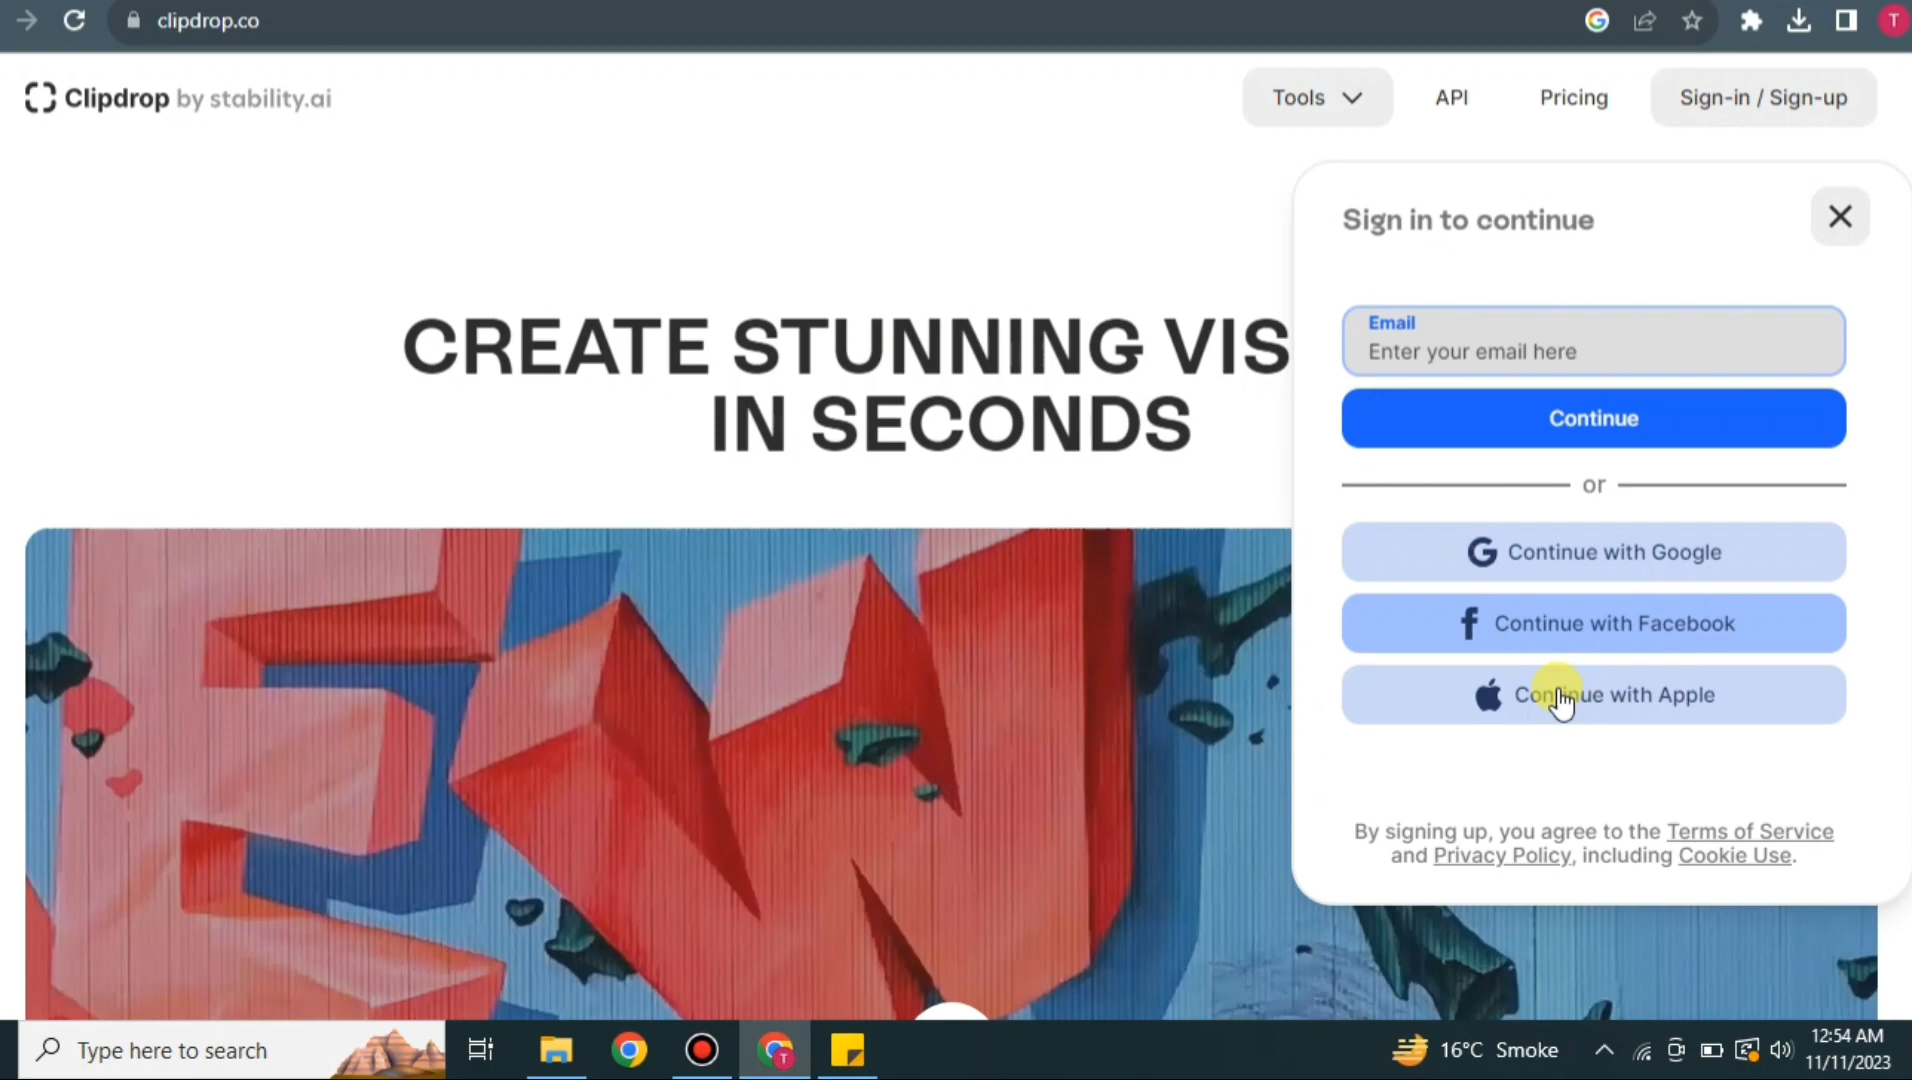 clipdrop.co
T
Clipdrop by stability.ai
Tools
API
Pricing
Sign-in / Sign-up
Sign in to continue
CREATE STUNNING VIS
IN SECONDS
Email
Enter your email here
Continue
or
Continue with Google
Continue with Facebook
Continue with Apple
By signing up, you agree to the Terms of Service
and Privacy Policy, including Cookie Use.
Type here to search
T
16°C Smoke
12:54 AM
11/11/2023